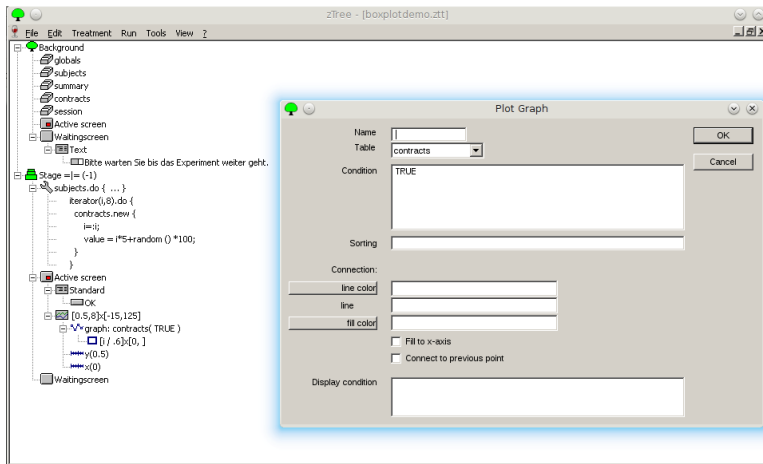 zTree - [boxplotdemo.ztt]
File Edit Treatment Run Tools View ?
Background
globals
subjects
summary
contracts
session
Active screen
Waitingscreen
Text
Bitte warten Sie bis das Experiment weiter geht.
Stage =|= (-1)
subjects.do { ... }
iterator(i,8).do {
contracts.new {
i=:i;
value = i*5+random () *100;
}
}
Active screen
Standard
OK
[0.5,8]x[-15,125]
graph: contracts( TRUE )
[i / .6]x[0, ]
y(0.5)
x(0)
Waitingscreen
Plot Graph
Name
OK
Table
contracts
Cancel
Condition
TRUE
Sorting
Connection:
line color
line
fill color
Fill to x-axis
Connect to previous point
Display condition